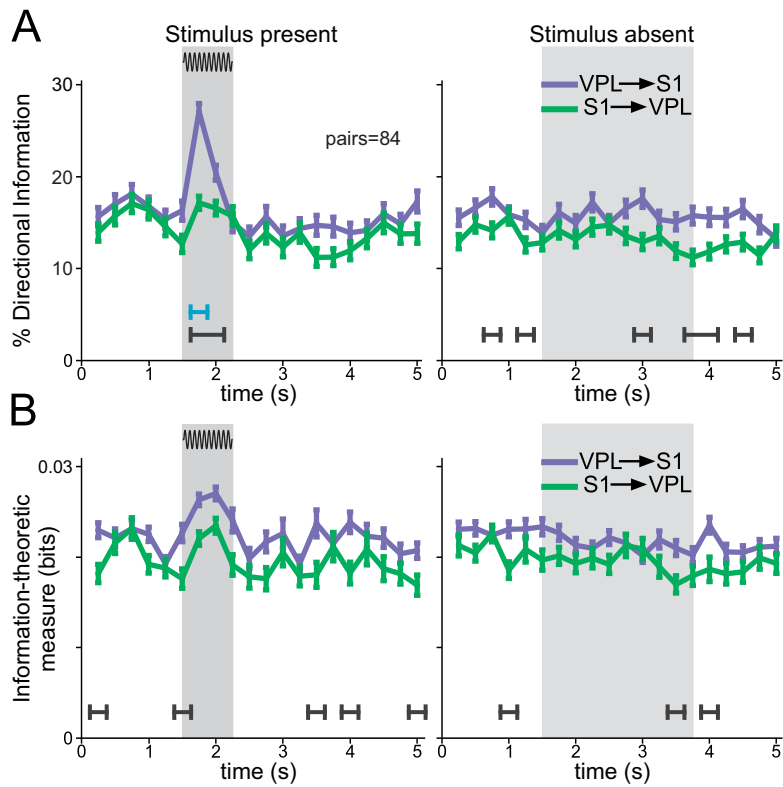 A
Stimulus present
Stimulus absent
% Directional Information
30
20
10
0
pairs=84
VPL→S1
S1→VPL
0 1 2 3 4 5
0 1 2 3 4 5
time (s)
time (s)
B
Information-theoretic
measure (bits)
0.03
0
VPL→S1
S1→VPL
0 1 2 3 4 5
0 1 2 3 4 5
time (s)
time (s)